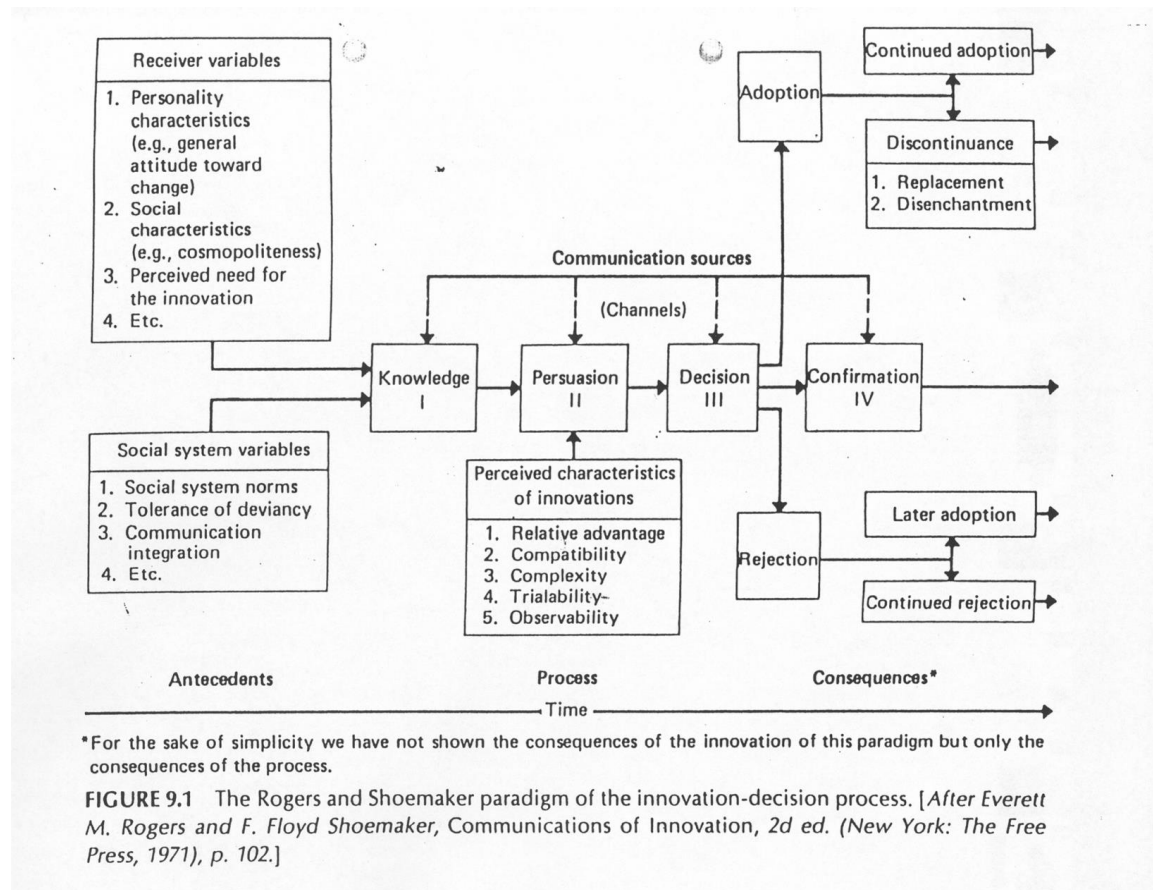 Receiver variables
1. Personality
characteristics
(e.g., general
attitude toward
change)
2. Social
characteristics
(e.g., cosmopoliteness)
3. Perceived need for
the innovation
4. Etc.
Social system variables
1. Social system norms
2. Tolerance of deviancy
3. Communication
integration
4. Etc.
Communication sources
(Channels)
Knowledge
I
Persuasion
II
Decision
III
Confirmation
IV
Perceived characteristics
of innovations
1. Relative advantage
2. Compatibility
3. Complexity
4. Trialability
5. Observability
Adoption
Continued adoption
Discontinuance
1. Replacement
2. Disenchantment
Rejection
Later adoption
Continued rejection
Antecedents
Process
Consequences*
Time
*For the sake of simplicity we have not shown the consequences of the innovation of this paradigm but only the
consequences of the process.
FIGURE 9.1 The Rogers and Shoemaker paradigm of the innovation-decision process. [After Everett
M. Rogers and F. Floyd Shoemaker, Communications of Innovation, 2d ed. (New York: The Free
Press, 1971), p. 102.]